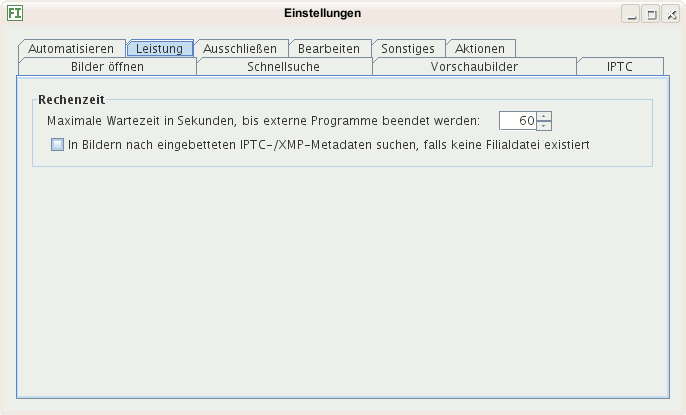 FI Einstellungen
Automatisieren Leistung Ausschließen Bearbeiten Sonstiges Aktionen
Bilder öffnen Schnellsuche Vorschaubilder IPTC
Rechenzeit
Maximale Wartezeit in Sekunden, bis externe Programme beendet werden: 60
In Bildern nach eingebetteten IPTC-/XMP-Metadaten suchen, falls keine Filialdatei existiert